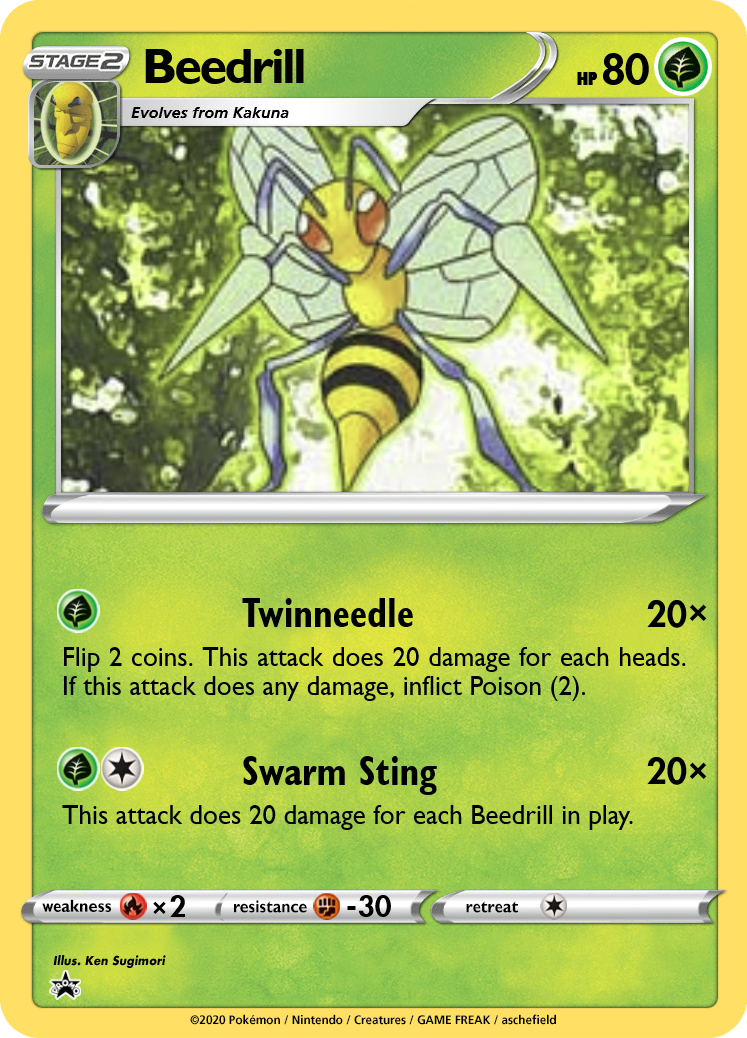 STAGE2
Beedrill
HP 80
Evolves from Kakuna
Twinneedle 20×
Flip 2 coins. This attack does 20 damage for each heads.
If this attack does any damage, inflict Poison (2).
Swarm Sting 20×
This attack does 20 damage for each Beedrill in play.
weakness ×2 resistance -30 retreat
Illus. Ken Sugimori
PROMO
©2020 Pokémon / Nintendo / Creatures / GAME FREAK / aschefield